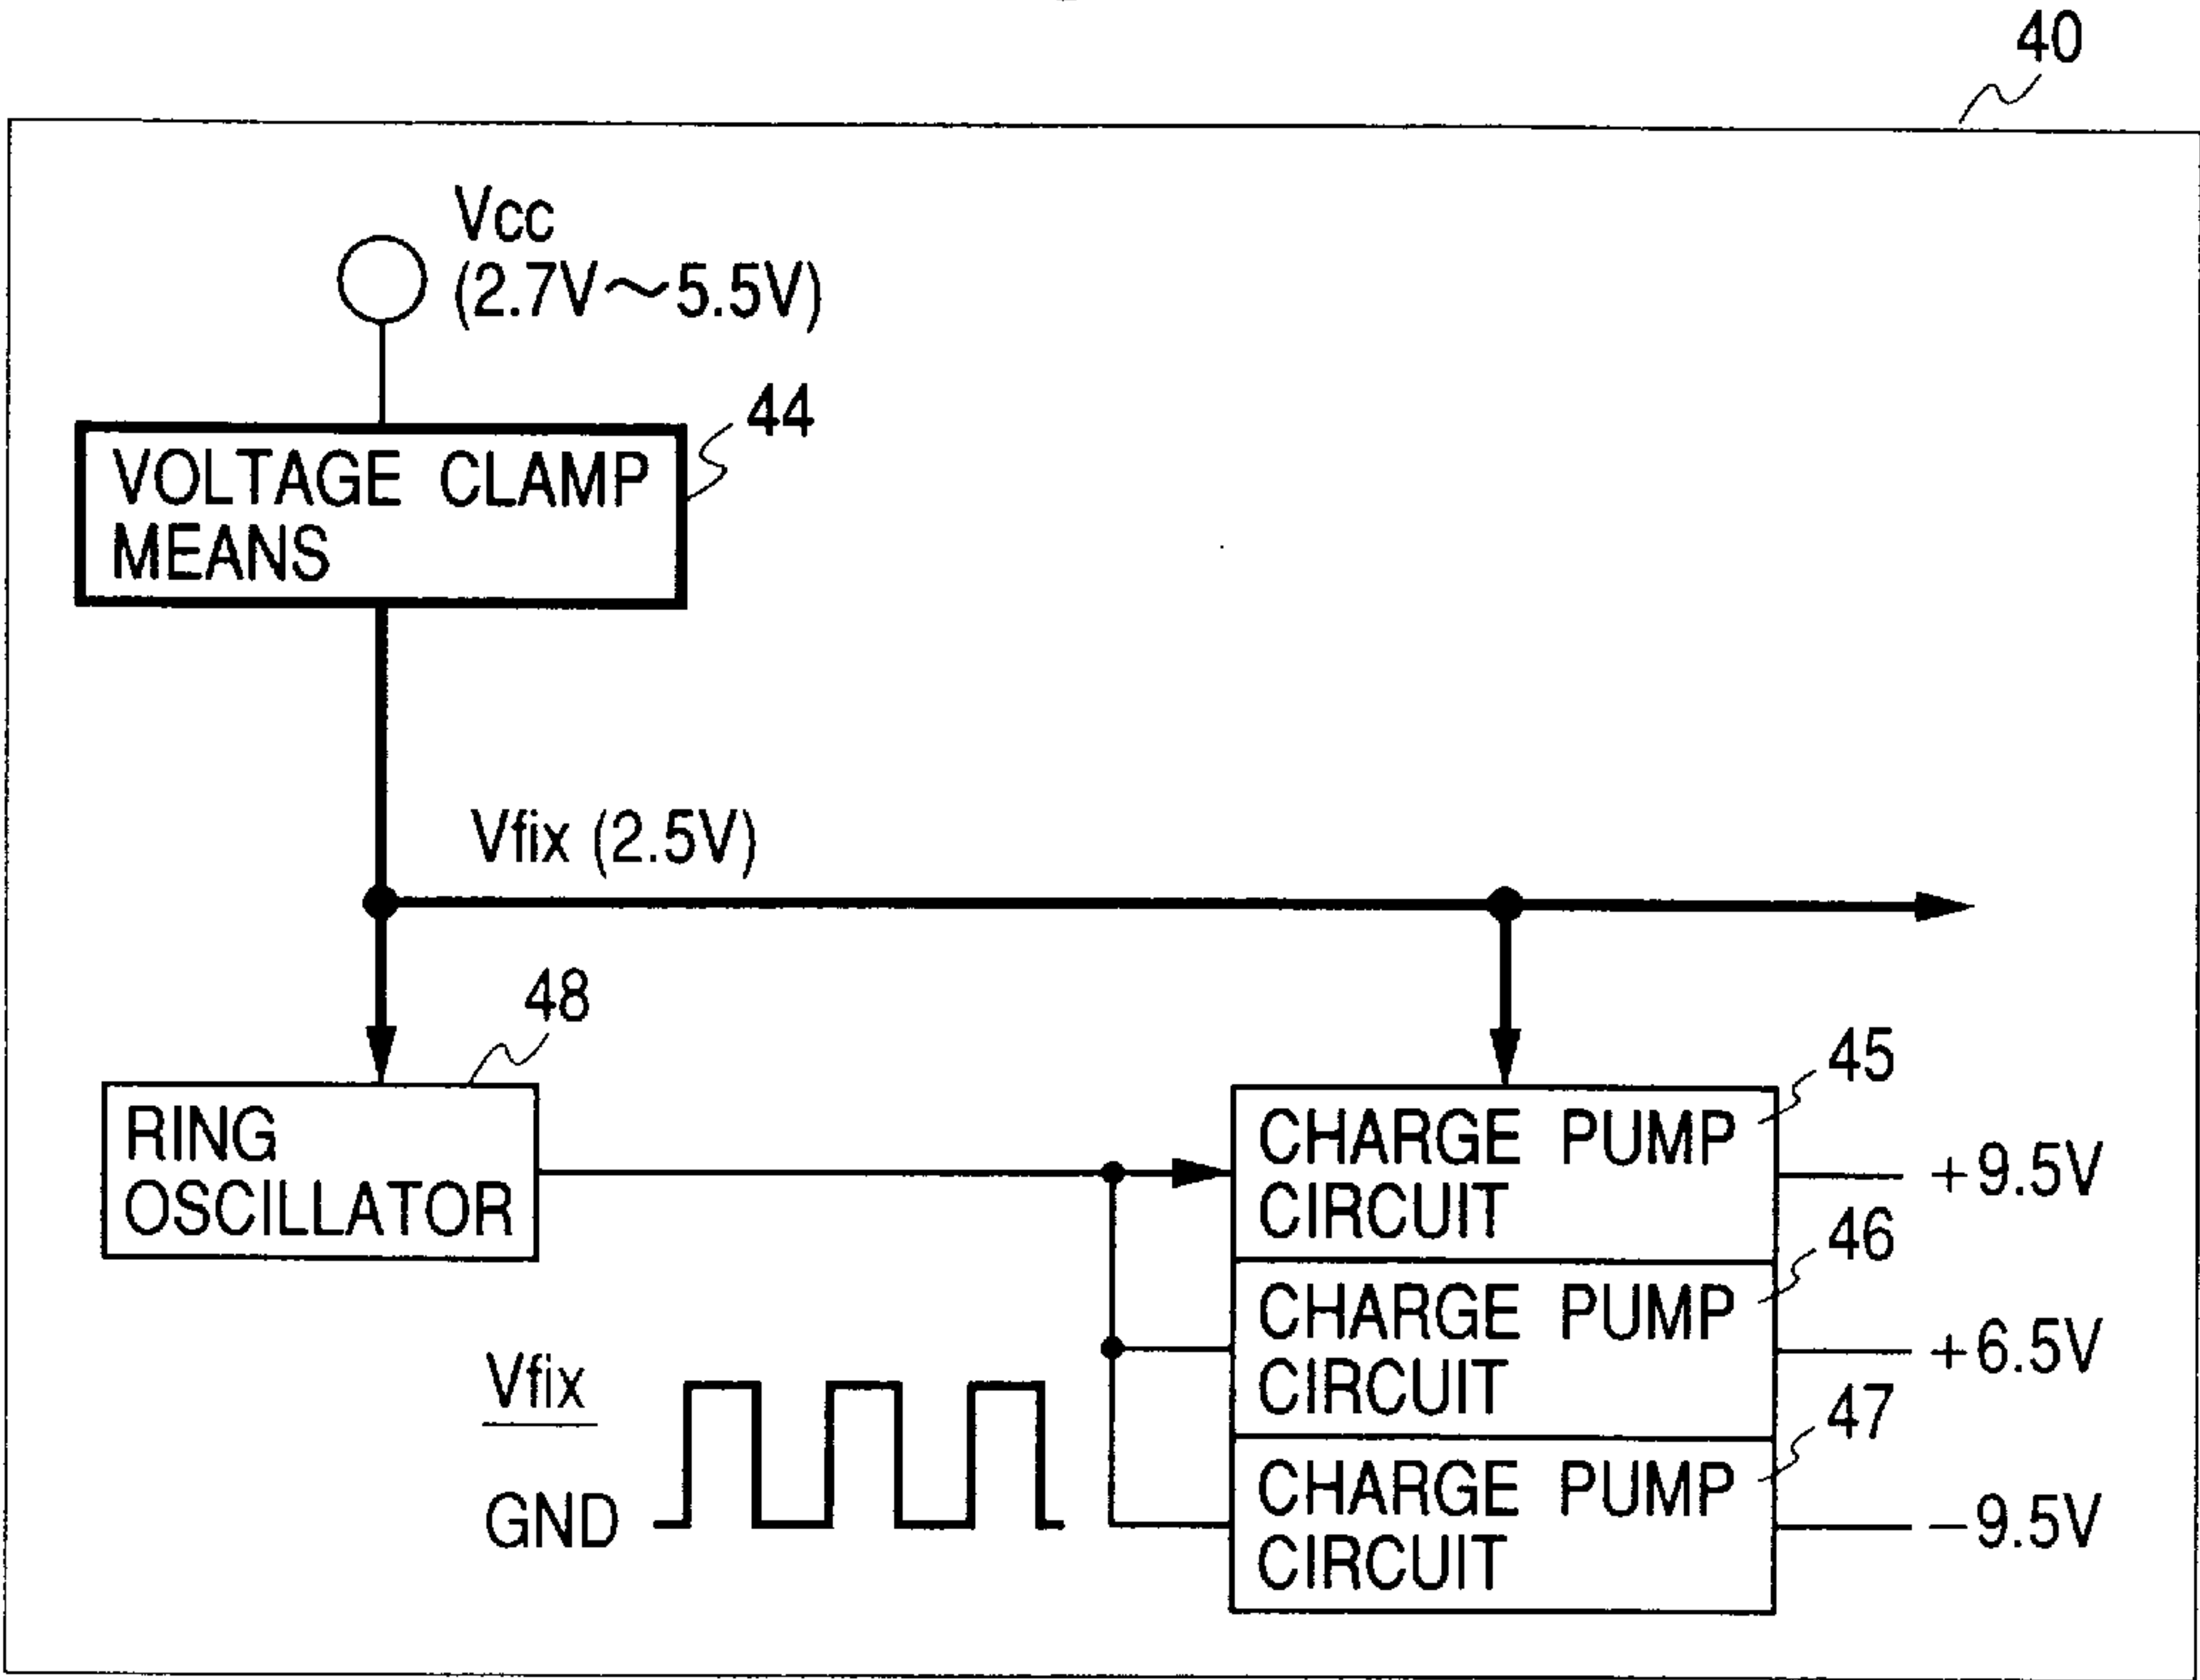 40
Vcc
(2.7V～5.5V)
44
VOLTAGE CLAMP
MEANS
Vfix (2.5V)
48
RING
OSCILLATOR
45
CHARGE PUMP
CIRCUIT
+9.5V
46
CHARGE PUMP
CIRCUIT
+6.5V
47
CHARGE PUMP
CIRCUIT
−9.5V
Vfix
GND